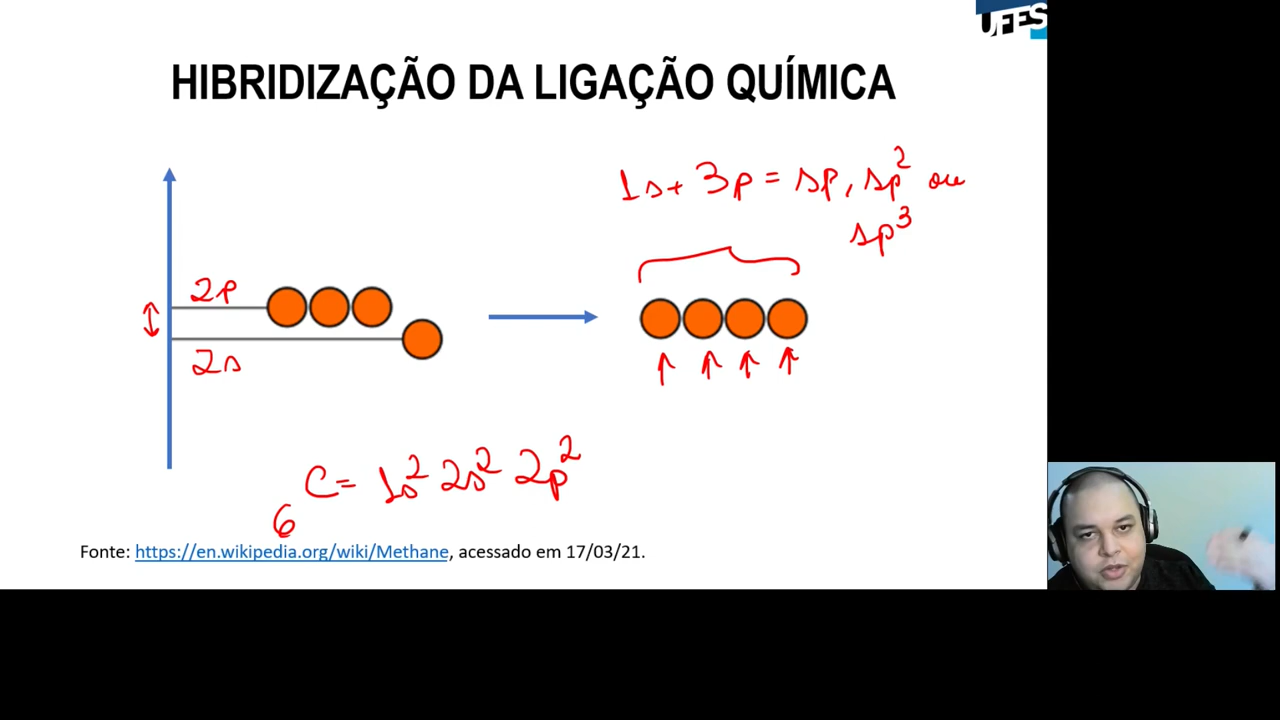 UFES
HIBRIDIZAÇÃO DA LIGAÇÃO QUÍMICA
1s + 3p = sp, sp² ou
sp³
2p
2s
₆C = 1s² 2s² 2p²
Fonte: https://en.wikipedia.org/wiki/Methane, acessado em 17/03/21.